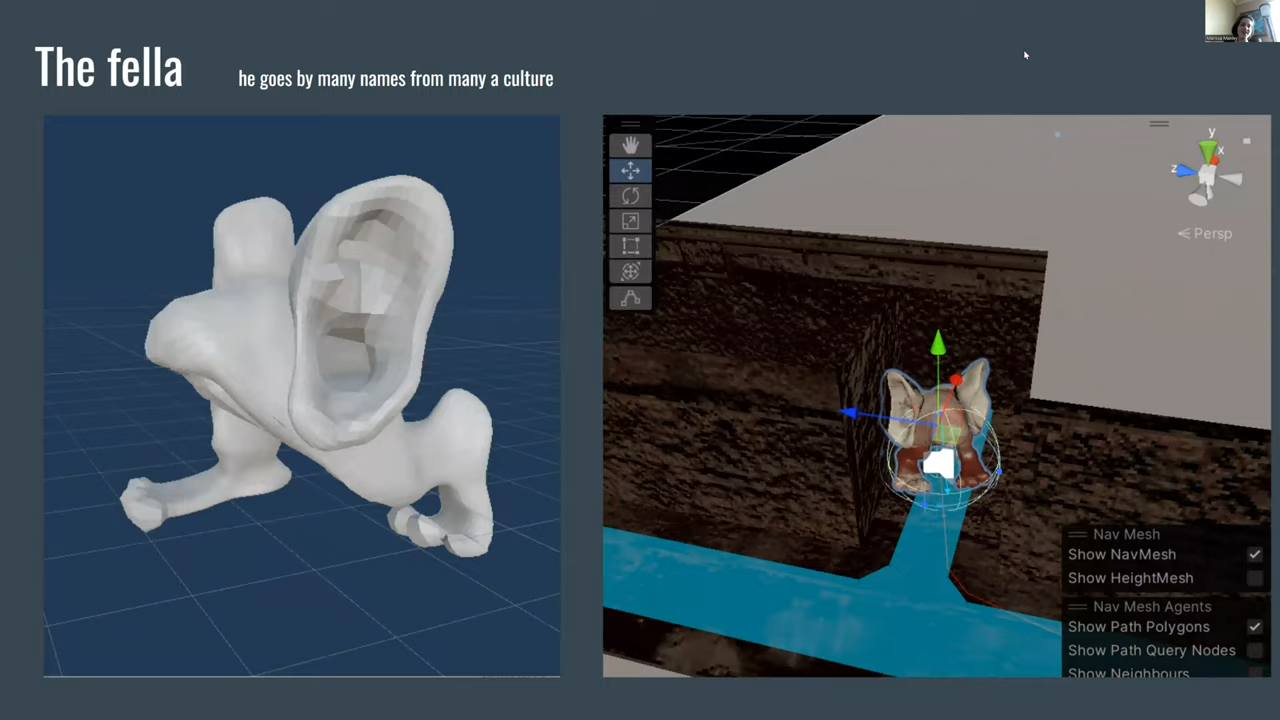 The fella
he goes by many names from many a culture
y
x
z
Persp
Nav Mesh
Show NavMesh
Show HeightMesh
Nav Mesh Agents
Show Path Polygons
Show Path Query Nodes
Show Neighbours